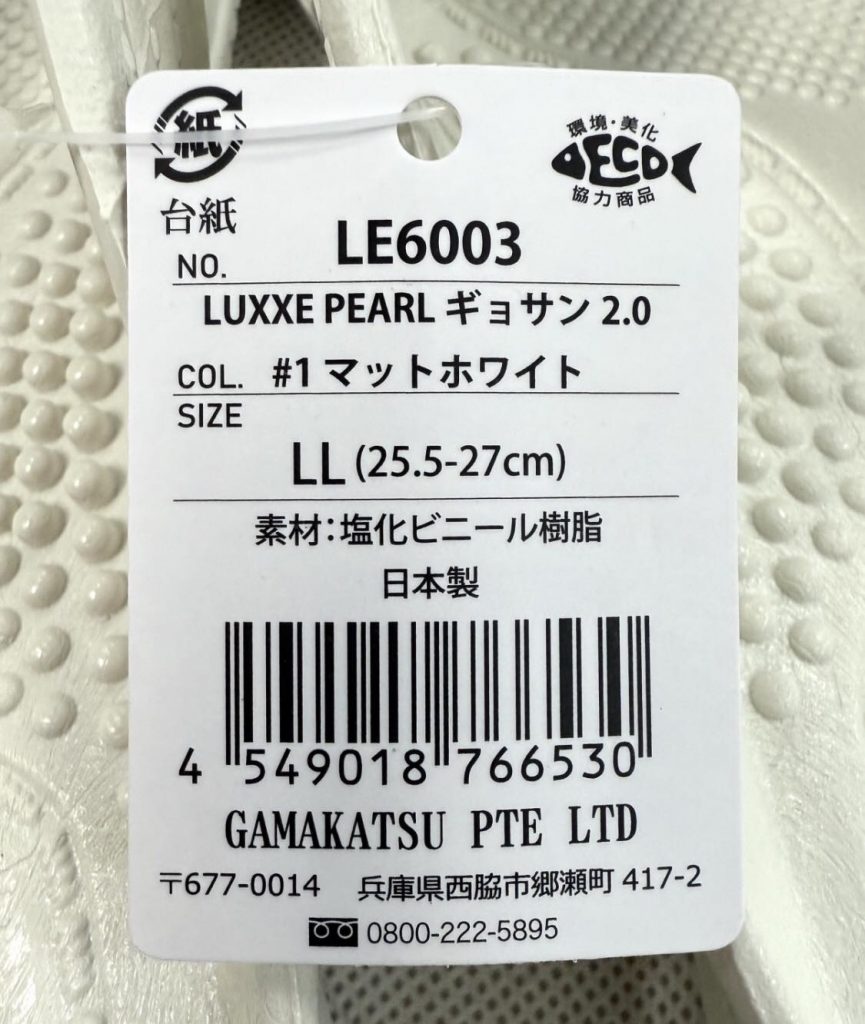 紙
台紙
環境・美化
DECO
協力商品
NO. LE6003
LUXXE PEARL ギョサン 2.0
COL. #1 マットホワイト
SIZE
LL (25.5-27cm)
素材：塩化ビニール樹脂
日本製
4 549018 766530
GAMAKATSU PTE LTD
〒677-0014 兵庫県西脇市郷瀬町 417-2
0800-222-5895